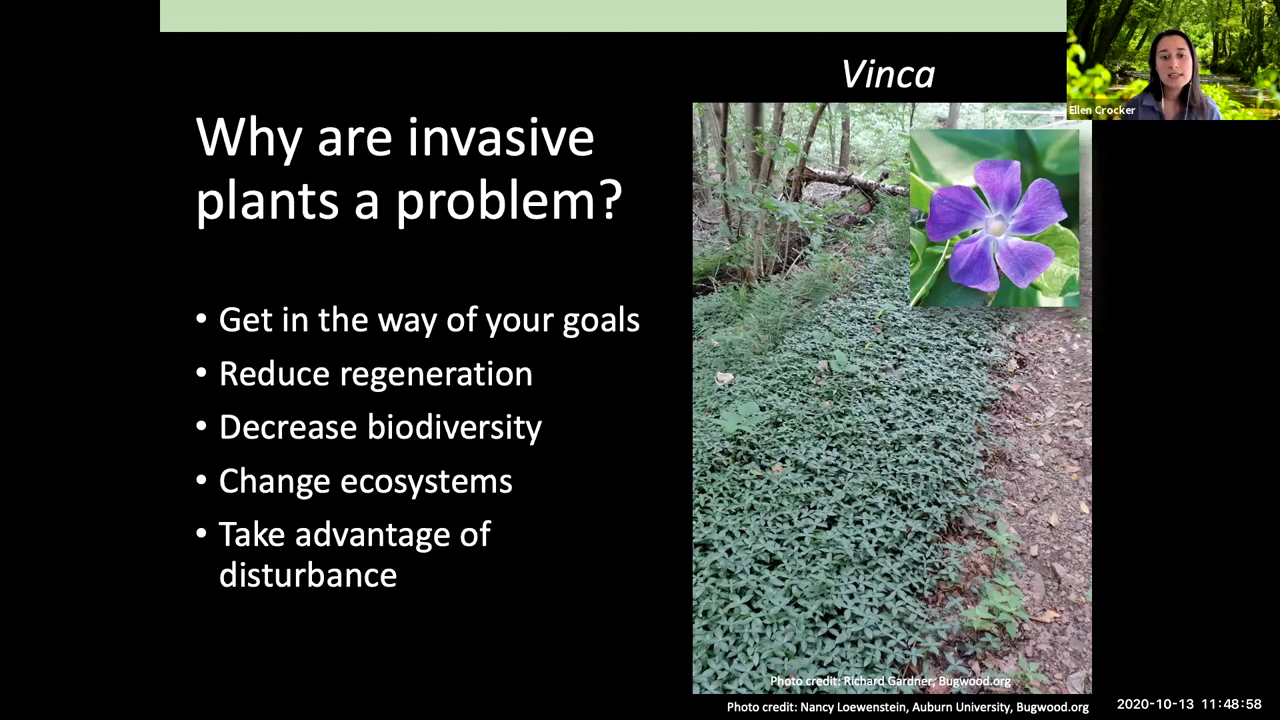 Vinca
Ellen Crocker
Why are invasive
plants a problem?
• Get in the way of your goals
• Reduce regeneration
• Decrease biodiversity
• Change ecosystems
• Take advantage of
disturbance
Photo credit: Richard Gardner, Bugwood.org
Photo credit: Nancy Loewenstein, Auburn University, Bugwood.org
2020-10-13 11:48:58